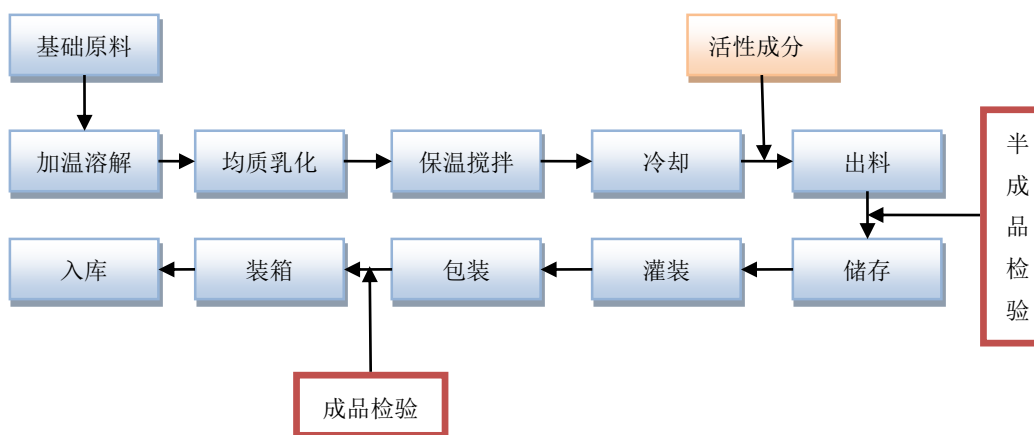 基础原料
活性成分
加温溶解
均质乳化
保温搅拌
冷却
出料
半
成
品
检
验
入库
装箱
包装
灌装
储存
成品检验